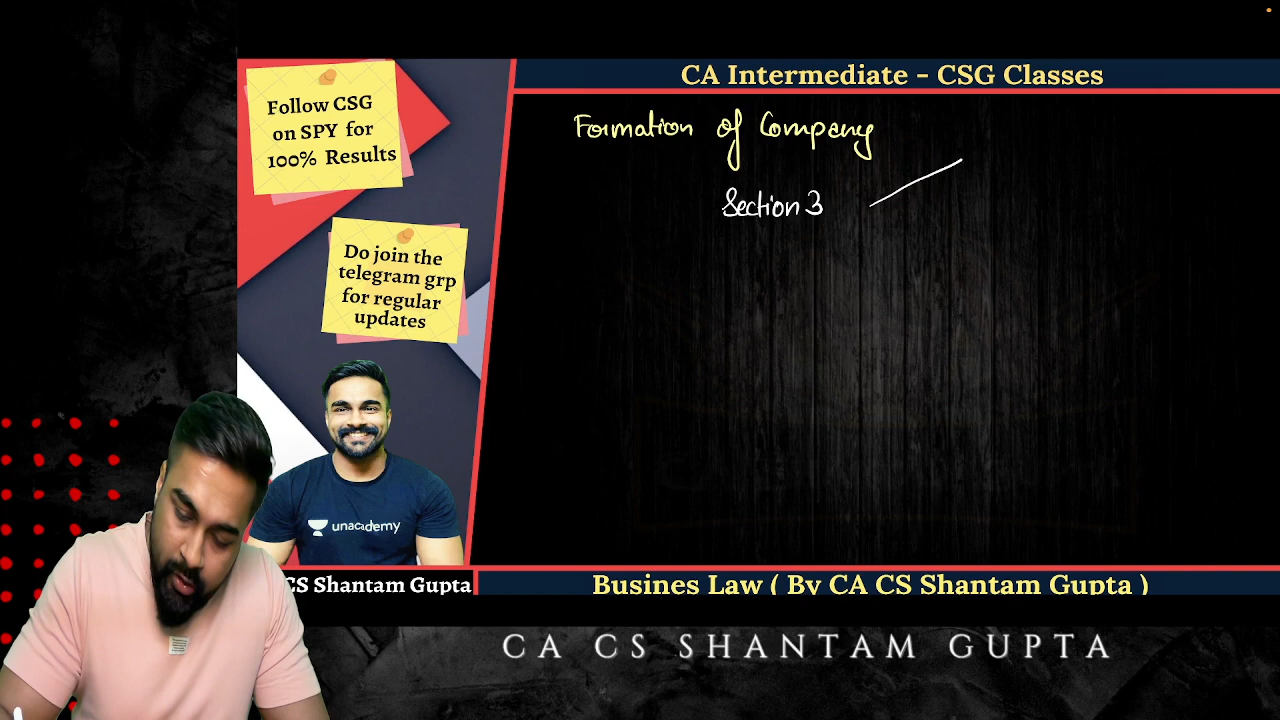 Follow CSG
on SPY for
100% Results
Do join the
telegram grp
for regular
updates
unacademy
CS Shantam Gupta
CA Intermediate - CSG Classes
Formation of Company
Section 3
Busines Law ( By CA CS Shantam Gupta )
CA CS SHANTAM GUPTA